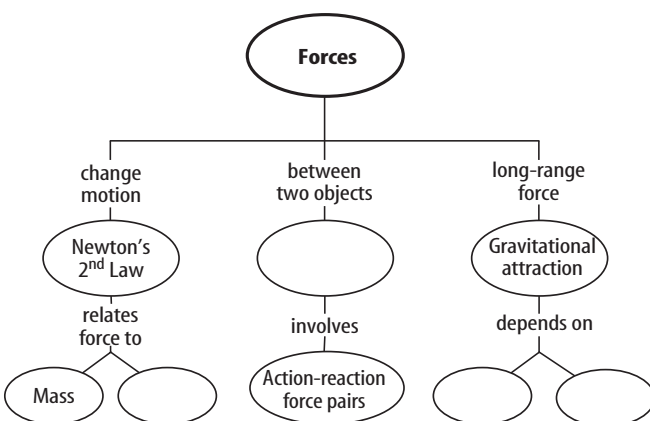 Forces
change
motion
between
two objects
long-range
force
Newton's
2nd Law
Gravitational
attraction
relates
force to
involves
depends on
Mass
Action-reaction
force pairs